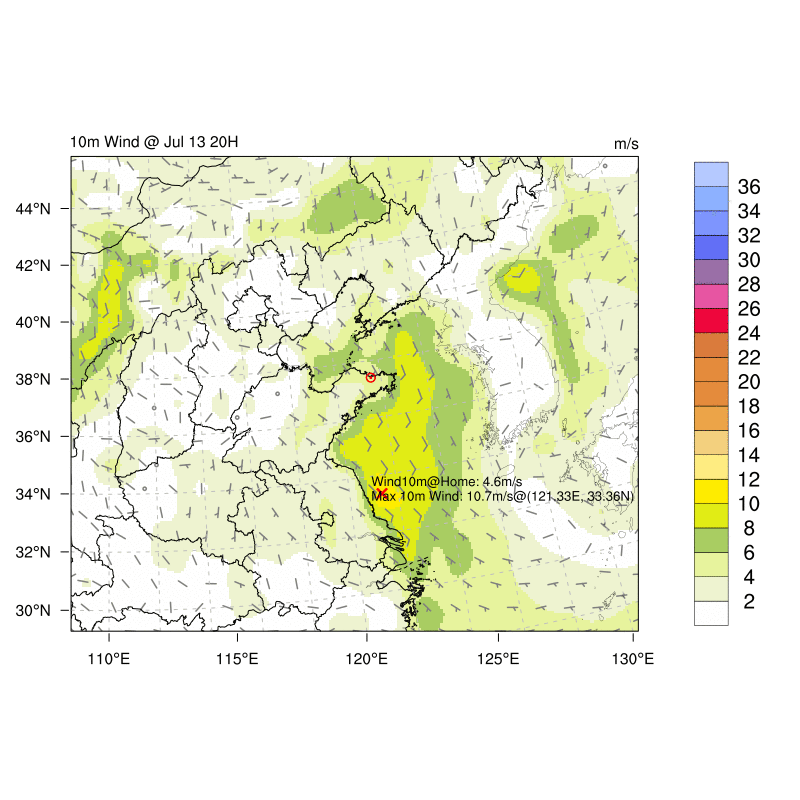 10m Wind @ Jul 13 20H
m/s
44°N
42°N
40°N
38°N
36°N
34°N
32°N
30°N
110°E
115°E
120°E
125°E
130°E
Wind10m@Home: 4.6m/s
Max 10m Wind: 10.7m/s@(121.33E, 33.36N)
36
34
32
30
28
26
24
22
20
18
16
14
12
10
8
6
4
2